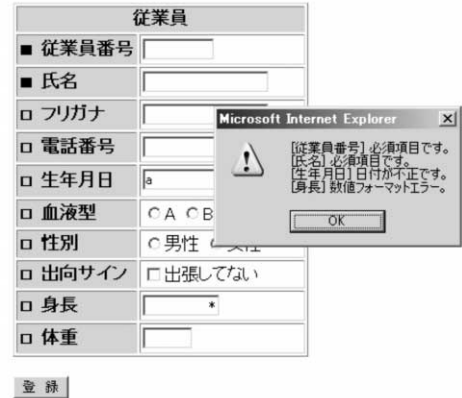 従業員
■ 従業員番号
■ 氏名
□ フリガナ
□ 電話番号
□ 生年月日 a
□ 血液型 ○A ○B
□ 性別 ○男性
□ 出向サイン □出張してない
□ 身長 *
□ 体重
登 録
Microsoft Internet Explorer
[従業員番号] 必須項目です。
[氏名] 必須項目です。
[生年月日] 日付が不正です。
[身長] 数値フォーマットエラー。
OK